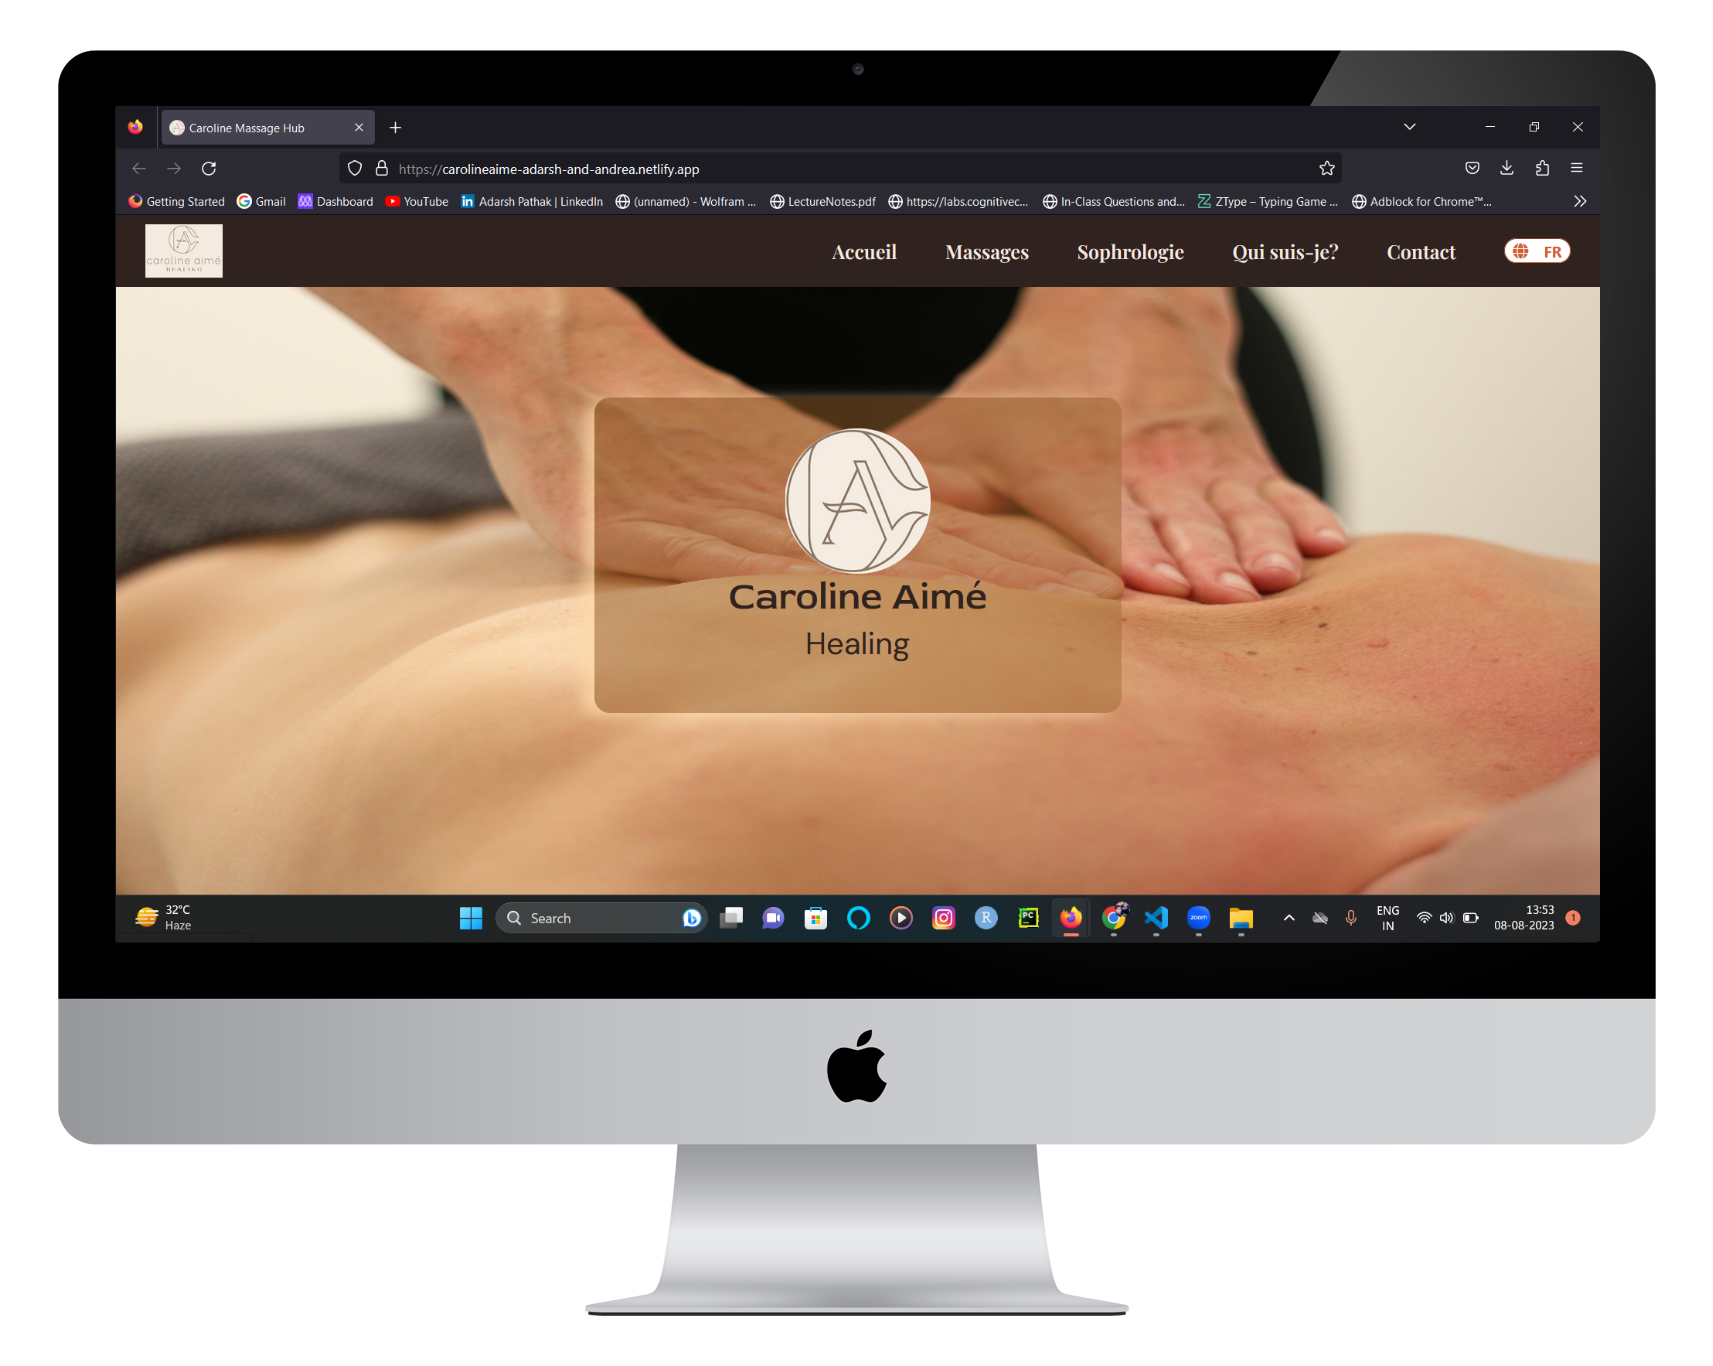 Caroline Massage Hub
https://carolineaime-adarsh-and-andrea.netlify.app
Getting Started Gmail Dashboard YouTube Adarsh Pathak | LinkedIn (unnamed) - Wolfram ... LectureNotes.pdf https://labs.cognitivec... In-Class Questions and... ZType – Typing Game ... Adblock for Chrome™...
caroline aimé
HEALING
Accueil Massages Sophrologie Qui suis-je? Contact FR
CA
Caroline Aimé
Healing
32°C
Haze
Search
b
R
PC
zoom
ENG
IN
13:53
08-08-2023
1